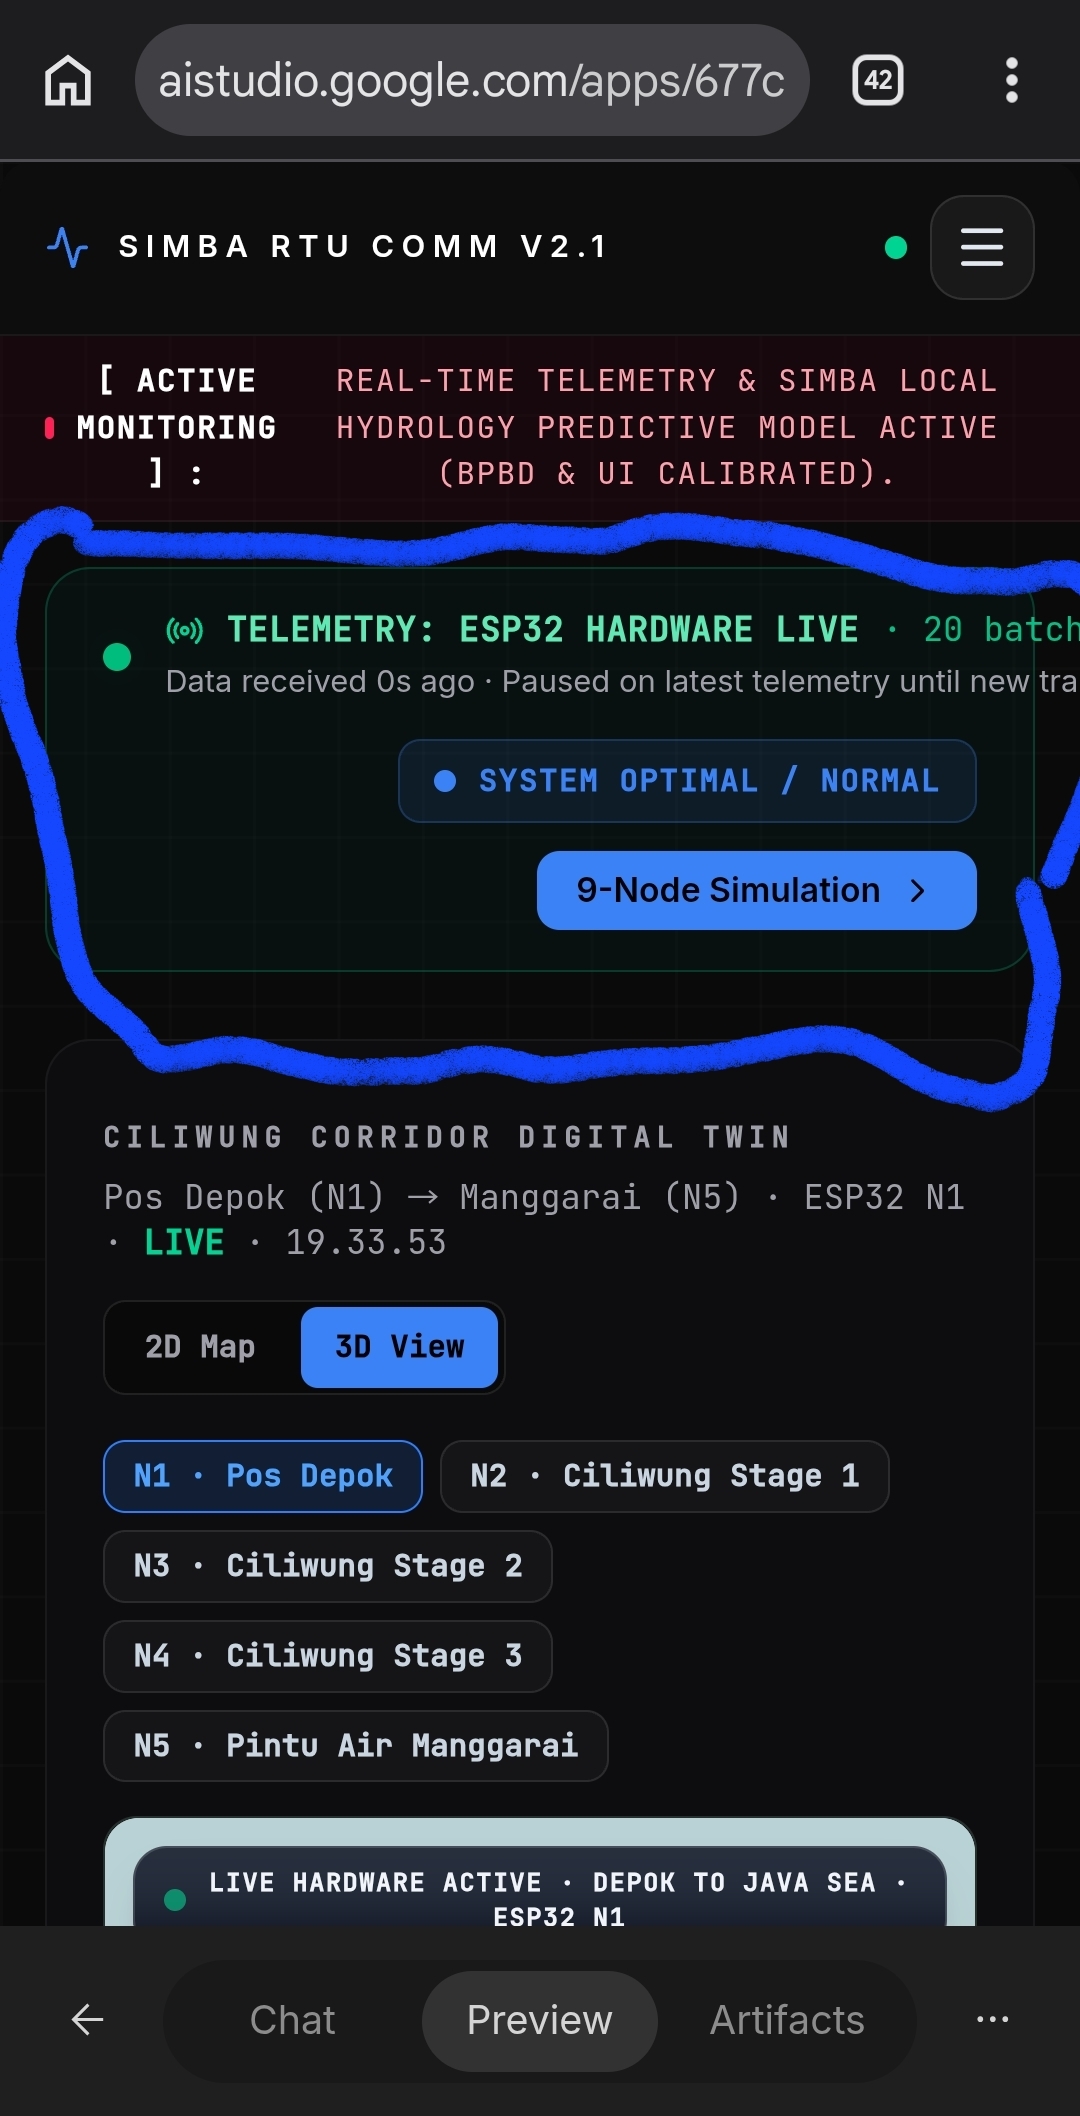 aistudio.google.com/apps/677c
42
SIMBA RTU COMM V2.1
[ ACTIVE MONITORING ] :
REAL-TIME TELEMETRY & SIMBA LOCAL
HYDROLOGY PREDICTIVE MODEL ACTIVE
(BPBD & UI CALIBRATED).
TELEMETRY: ESP32 HARDWARE LIVE · 20 batch
Data received 0s ago · Paused on latest telemetry until new tra
SYSTEM OPTIMAL / NORMAL
9-Node Simulation
CILIWUNG CORRIDOR DIGITAL TWIN
Pos Depok (N1) → Manggarai (N5) · ESP32 N1
· LIVE · 19.33.53
2D Map
3D View
N1 · Pos Depok
N2 · Ciliwung Stage 1
N3 · Ciliwung Stage 2
N4 · Ciliwung Stage 3
N5 · Pintu Air Manggarai
LIVE HARDWARE ACTIVE · DEPOK TO JAVA SEA ·
ESP32 N1
Chat
Preview
Artifacts